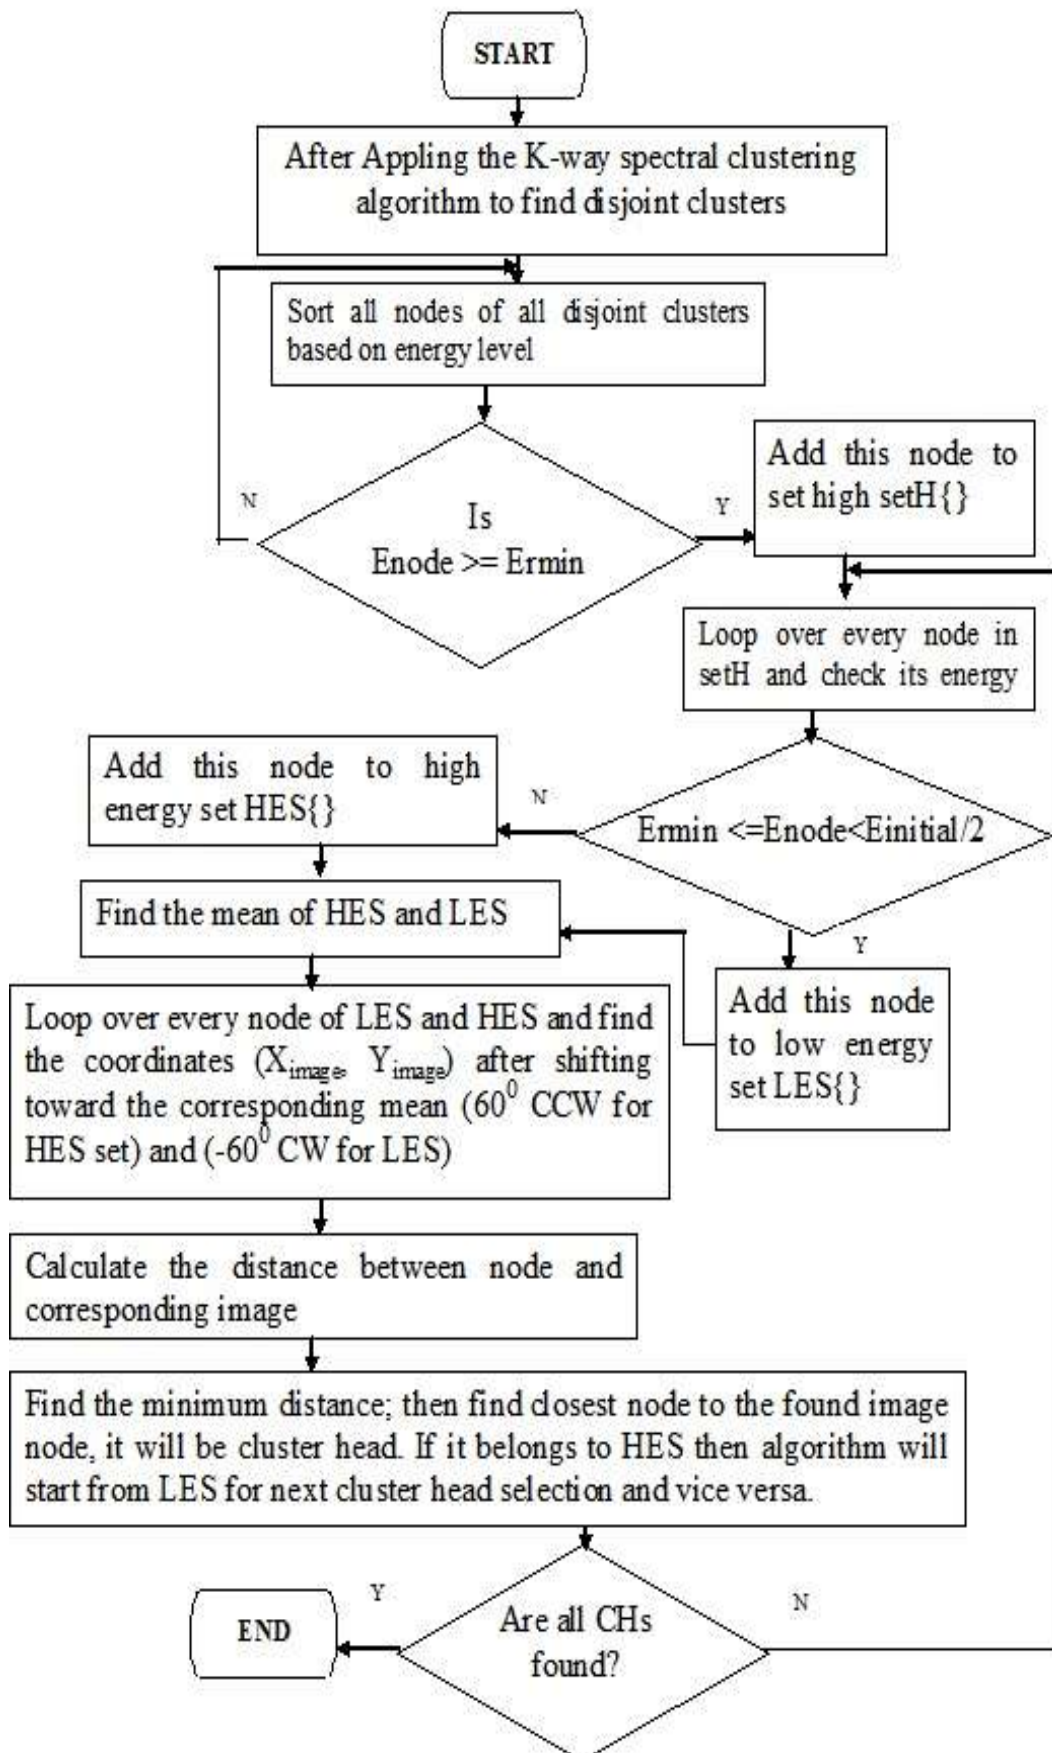 START
After Appling the K-way spectral clustering
algorithm to find disjoint clusters
Sort all nodes of all disjoint clusters
based on energy level
N
Is
Enode >= Ermin
Y
Add this node to
set high setH{}
Loop over every node in
setH and check its energy
Ermin <=Enode<Einitial/2
N
Add this node to high
energy set HES{}
Y
Add this node
to low energy
set LES{}
Find the mean of HES and LES
Loop over every node of LES and HES and find
the coordinates (Ximage, Yimage) after shifting
toward the corresponding mean (60⁰ CCW for
HES set) and (-60⁰ CW for LES)
Calculate the distance between node and
corresponding image
Find the minimum distance; then find closest node to the found image
node, it will be cluster head. If it belongs to HES then algorithm will
start from LES for next cluster head selection and vice versa.
Are all CHs
found?
Y
N
END